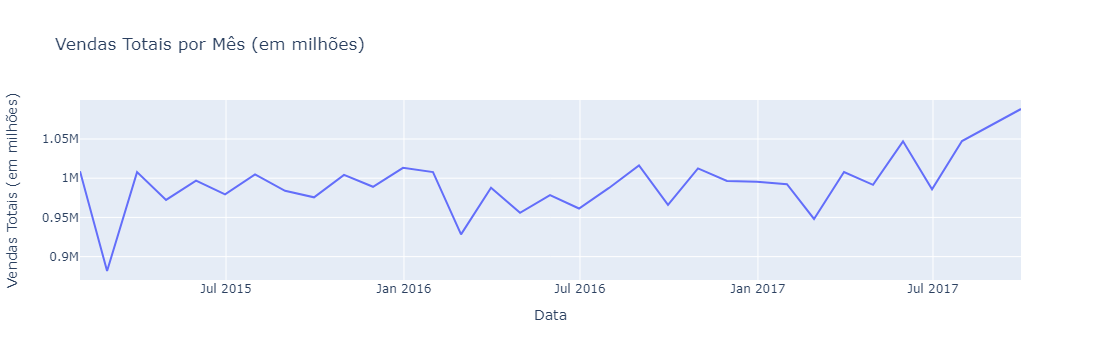 Vendas Totais por Mês (em milhões)
Vendas Totais (em milhões)
1.05M
1M
0.95M
0.9M
Jul 2015
Jan 2016
Jul 2016
Jan 2017
Jul 2017
Data